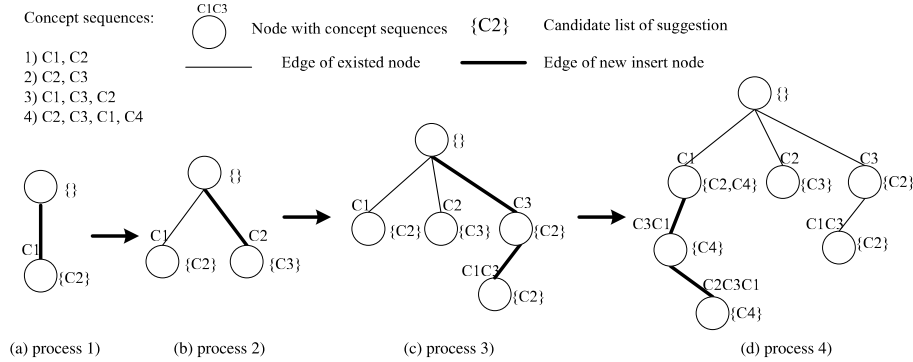 Concept sequences:
1) C1, C2
2) C2, C3
3) C1, C3, C2
4) C2, C3, C1, C4
C1C3
Node with concept sequences
{C2}
Candidate list of suggestion
Edge of existed node
Edge of new insert node
{}
C1
{C2}
(a) process 1)
{}
C1
C2
{C2}
{C3}
(b) process 2)
{}
C1
C2
C3
{C2}
{C3}
{C2}
C1C3
{C2}
(c) process 3)
{}
C1
C2
C3
{C2,C4}
{C3}
{C2}
C3C1
C1C3
{C4}
{C2}
C2C3C1
{C4}
(d) process 4)